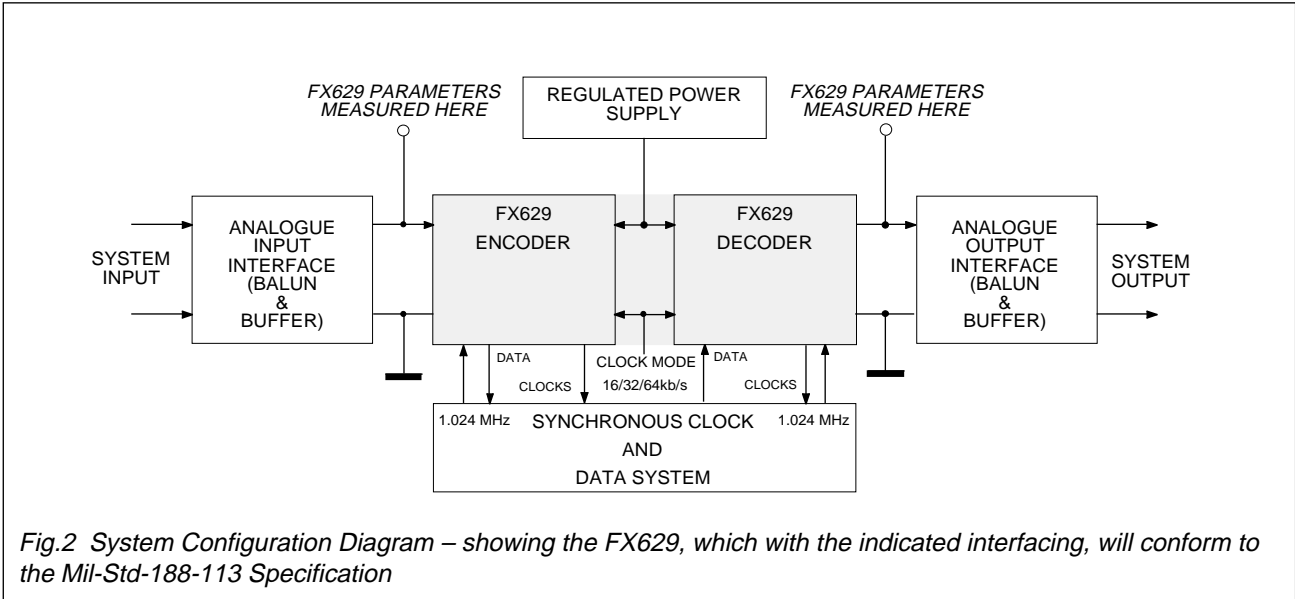 FX629 PARAMETERS
MEASURED HERE
REGULATED POWER
SUPPLY
FX629 PARAMETERS
MEASURED HERE
SYSTEM
INPUT
ANALOGUE
INPUT
INTERFACE
(BALUN
&
BUFFER)
FX629
ENCODER
FX629
DECODER
ANALOGUE
OUTPUT
INTERFACE
(BALUN
&
BUFFER)
SYSTEM
OUTPUT
DATA
CLOCKS
CLOCK MODE
16/32/64kb/s
DATA
CLOCKS
1.024 MHz
SYNCHRONOUS CLOCK
AND
DATA SYSTEM
1.024 MHz
Fig.2 System Configuration Diagram – showing the FX629, which with the indicated interfacing, will conform to
the Mil-Std-188-113 Specification